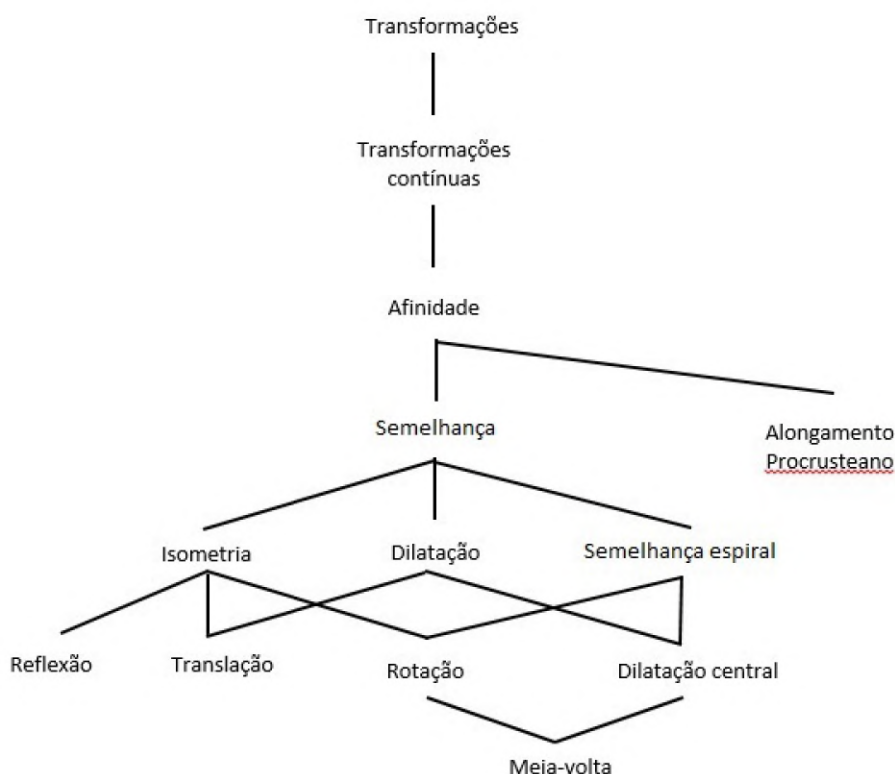 Transformações
Transformações
contínuas
Afinidade
Semelhança
Alongamento
Procrusteano
Isometria
Dilatação
Semelhança espiral
Reflexão
Translação
Rotação
Dilatação central
Meia-volta